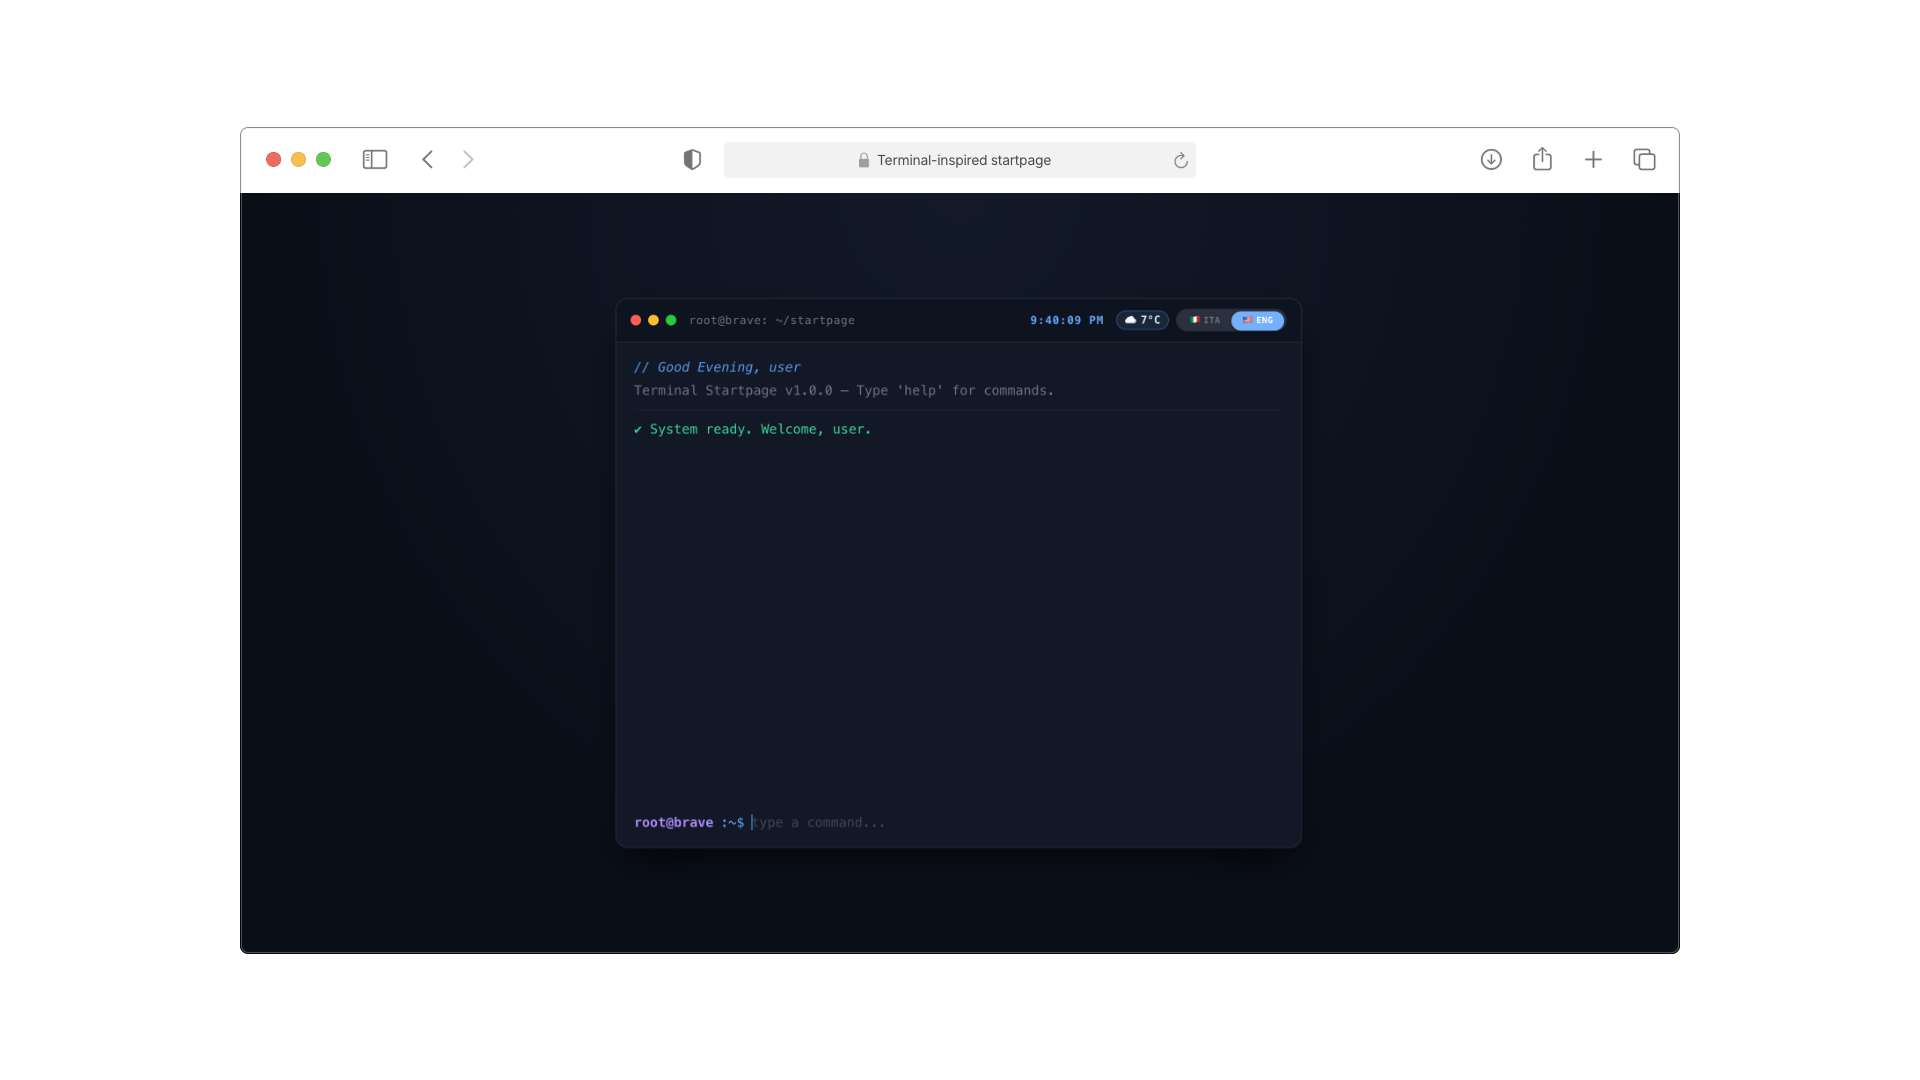 Terminal-inspired startpage
root@brave: ~/startpage
9:40:09 PM
7°C
ITA
ENG
// Good Evening, user
Terminal Startpage v1.0.0 — Type 'help' for commands.
✔ System ready. Welcome, user.
root@brave :~$ type a command...